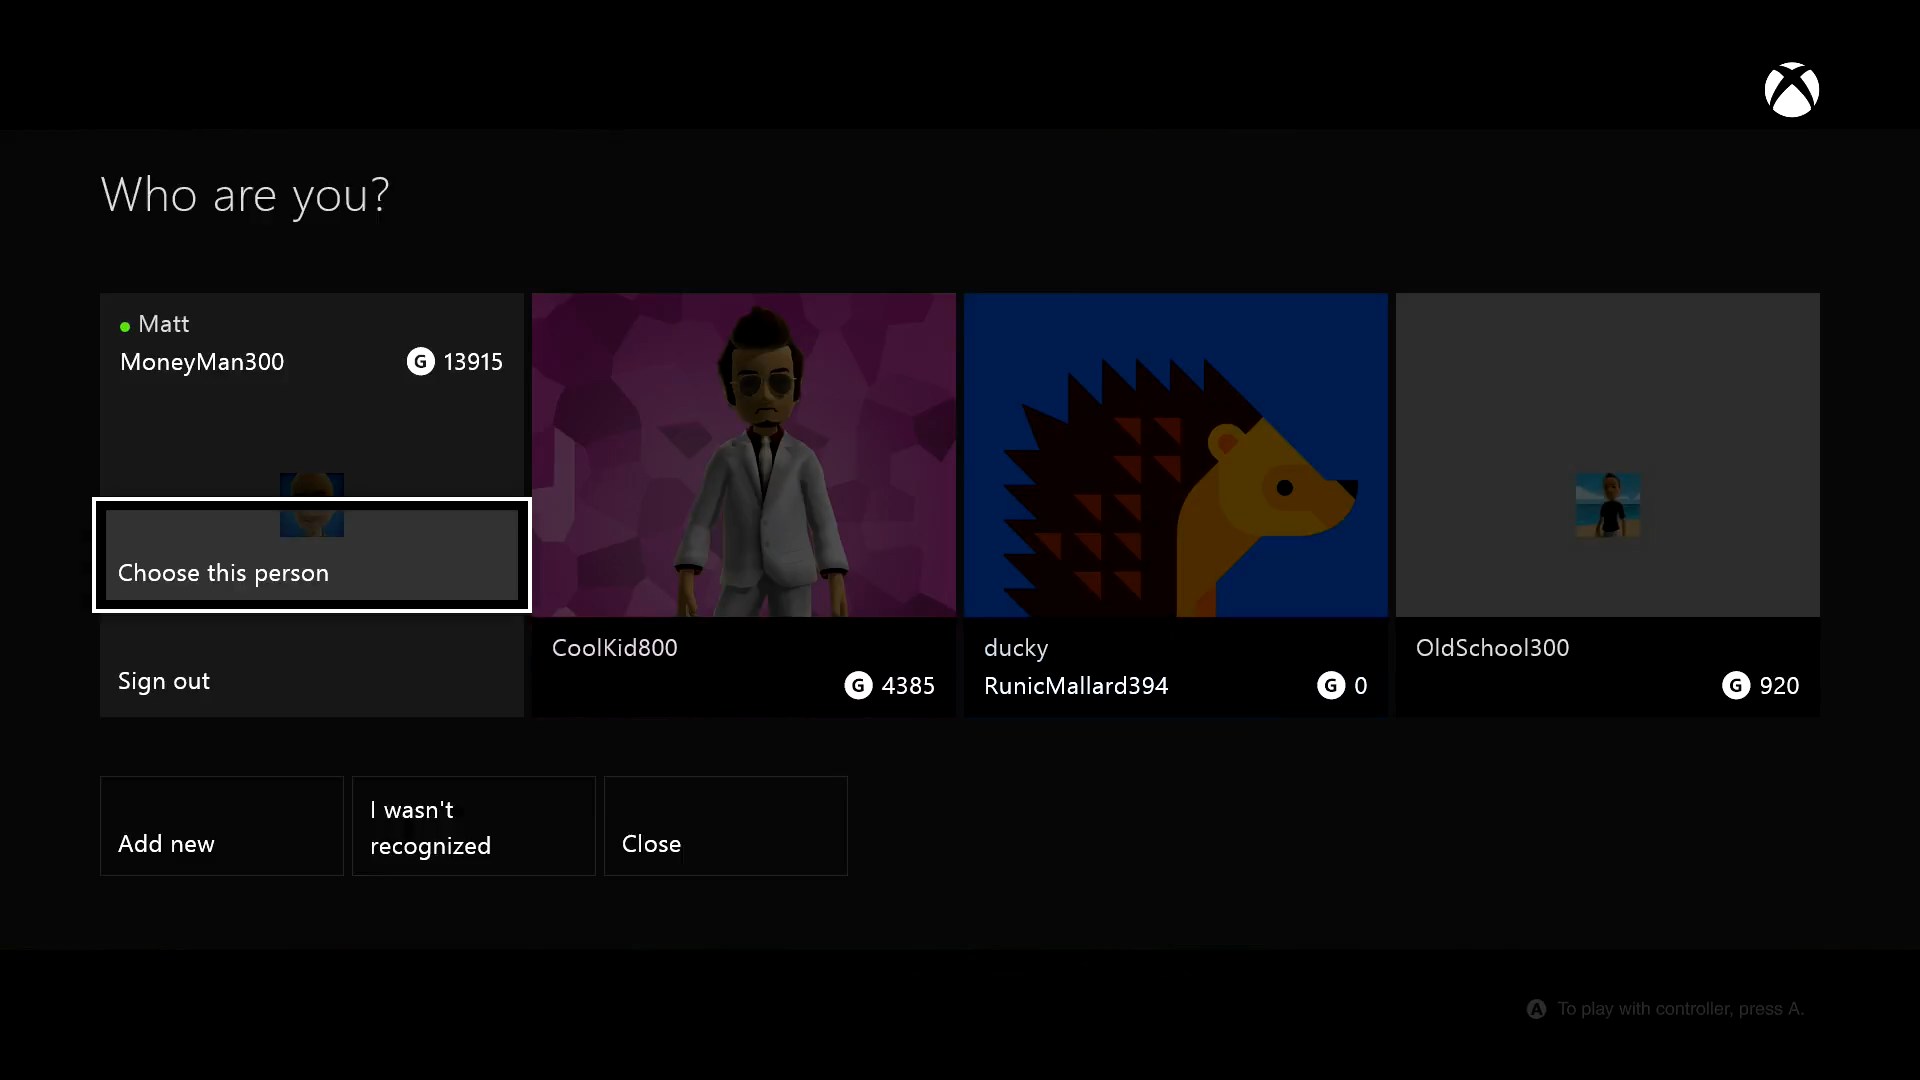 Who are you?
Matt
MoneyMan300
G 13915
Choose this person
Sign out
CoolKid800
G 4385
ducky
RunicMallard394
G 0
OldSchool300
G 920
Add new
I wasn't
recognized
Close
A To play with controller, press A.